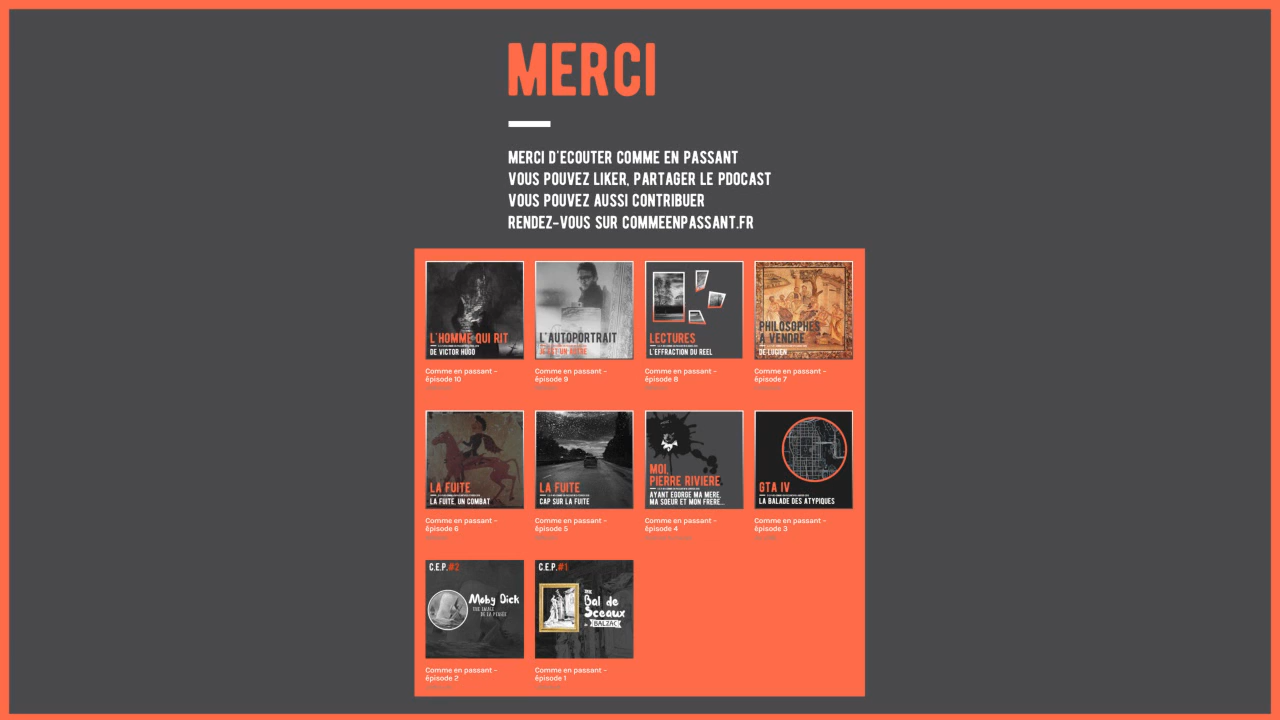 MERCI
MERCI D'ECOUTER COMME EN PASSANT
VOUS POUVEZ LIKER, PARTAGER LE PDOCAST
VOUS POUVEZ AUSSI CONTRIBUER
RENDEZ-VOUS SUR COMMEENPASSANT.FR
L'HOMME QUI RIT
DE VICTOR HUGO
Comme en passant -
épisode 10
L'AUTOPORTRAIT
Comme en passant -
épisode 9
LECTURES
L'EFFRACTION DU REEL
Comme en passant -
épisode 8
PHILOSOPHES
A VENDRE
DE LUCIEN
Comme en passant -
épisode 7
LA FUITE
LA FUITE, UN COMBAT
Comme en passant -
épisode 6
LA FUITE
CAP SUR LA FUITE
Comme en passant -
épisode 5
MOI,
PIERRE RIVIERE
AYANT EGORGE MA MERE,
MA SOEUR ET MON FRERE...
Comme en passant -
épisode 4
GTA IV
LA BALADE DES ATYPIQUES
Comme en passant -
épisode 3
C.E.P.#2
Moby Dick
Comme en passant -
épisode 2
C.E.P.#1
Bal de
Sceaux
BALZAC
Comme en passant -
épisode 1